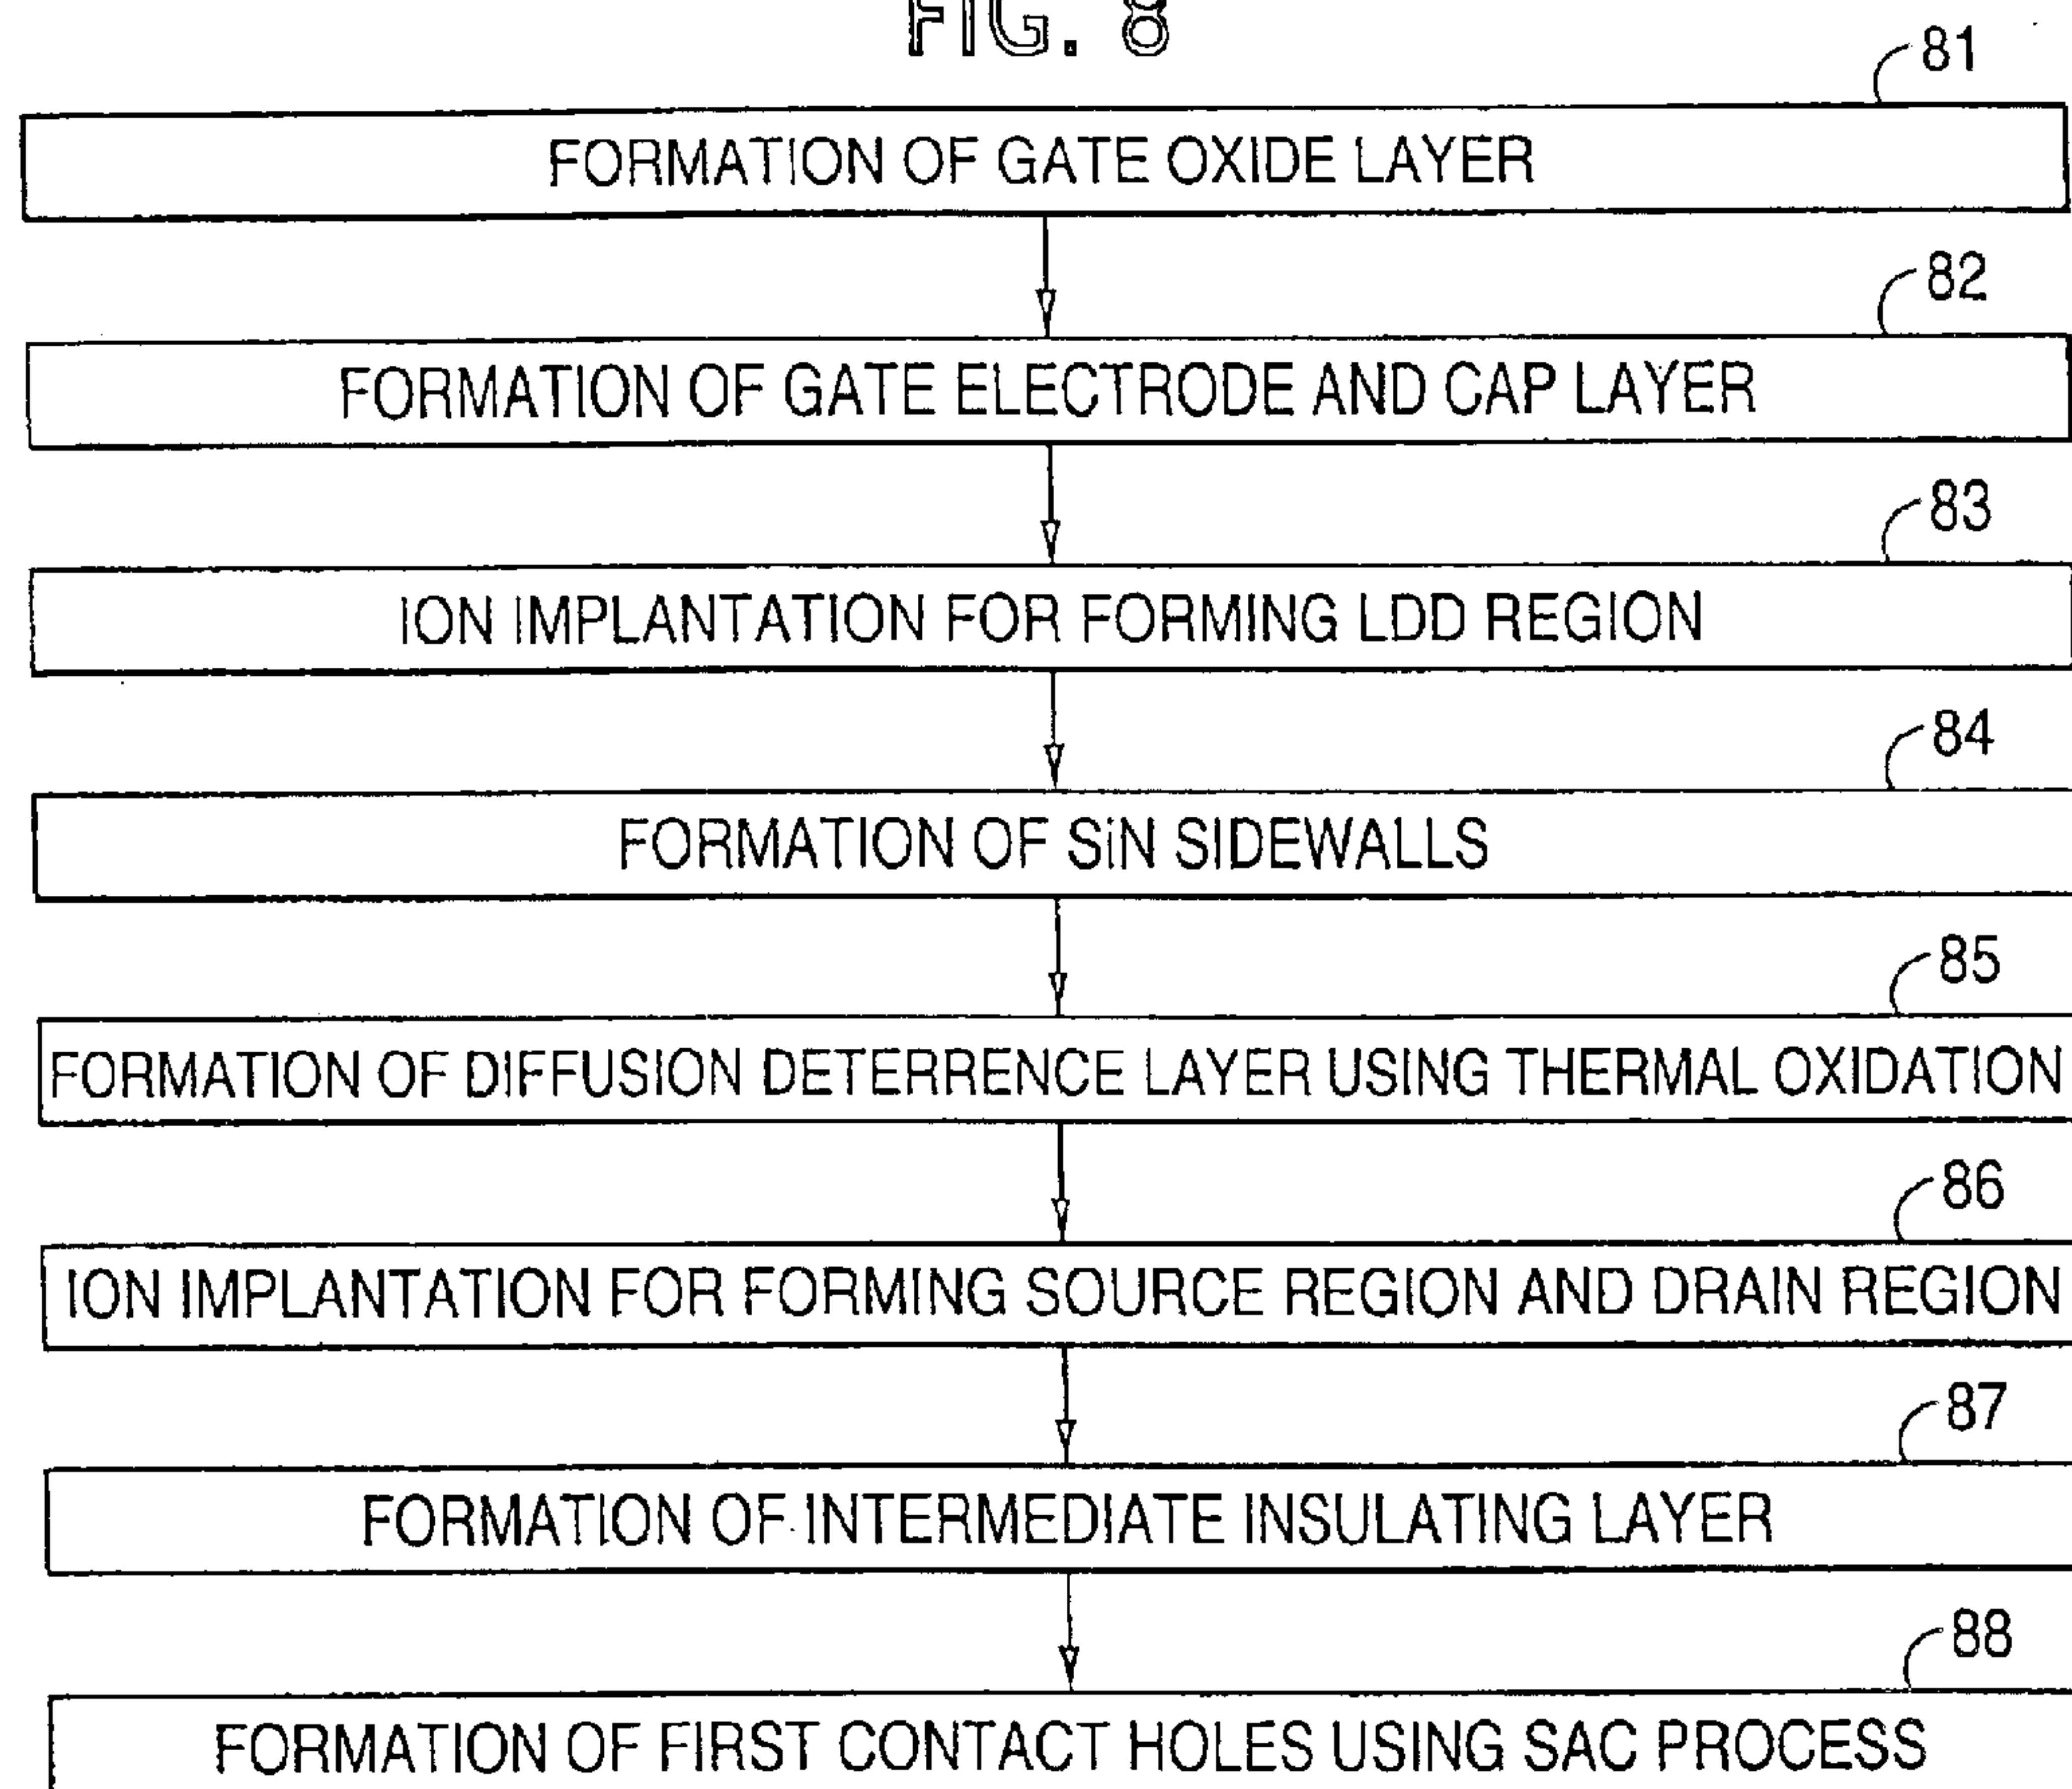 FIG. 8
81
FORMATION OF GATE OXIDE LAYER
82
FORMATION OF GATE ELECTRODE AND CAP LAYER
83
ION IMPLANTATION FOR FORMING LDD REGION
84
FORMATION OF SiN SIDEWALLS
85
FORMATION OF DIFFUSION DETERRENCE LAYER USING THERMAL OXIDATION
86
ION IMPLANTATION FOR FORMING SOURCE REGION AND DRAIN REGION
87
FORMATION OF INTERMEDIATE INSULATING LAYER
88
FORMATION OF FIRST CONTACT HOLES USING SAC PROCESS